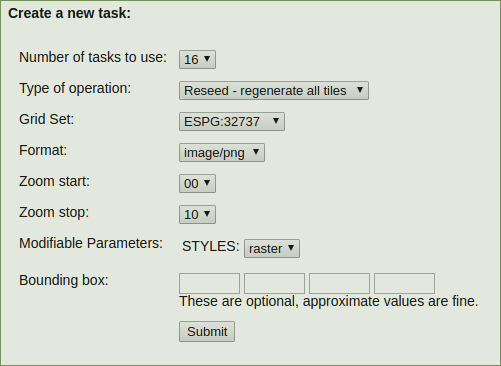 Create a new task:
Number of tasks to use: 16
Type of operation: Reseed - regenerate all tiles
Grid Set: ESPG:32737
Format: image/png
Zoom start: 00
Zoom stop: 10
Modifiable Parameters: STYLES: raster
Bounding box:
These are optional, approximate values are fine.
Submit